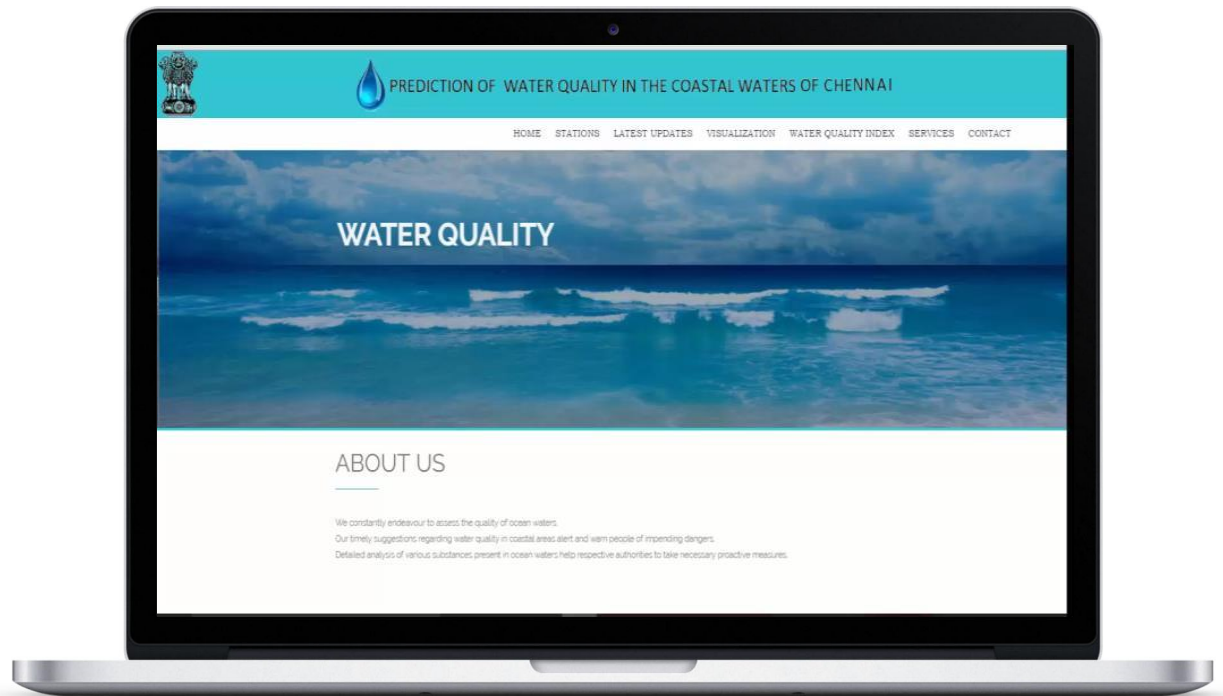 PREDICTION OF WATER QUALITY IN THE COASTAL WATERS OF CHENNAI
HOME STATIONS LATEST UPDATES VISUALIZATION WATER QUALITY INDEX SERVICES CONTACT
WATER QUALITY
ABOUT US
We constantly endeavour to assess the quality of ocean waters.
Our timely suggestions regarding water quality in coastal areas alert and warn people of impending dangers.
Detailed analysis of various substances present in ocean waters help respective authorities to take necessary proactive measures.